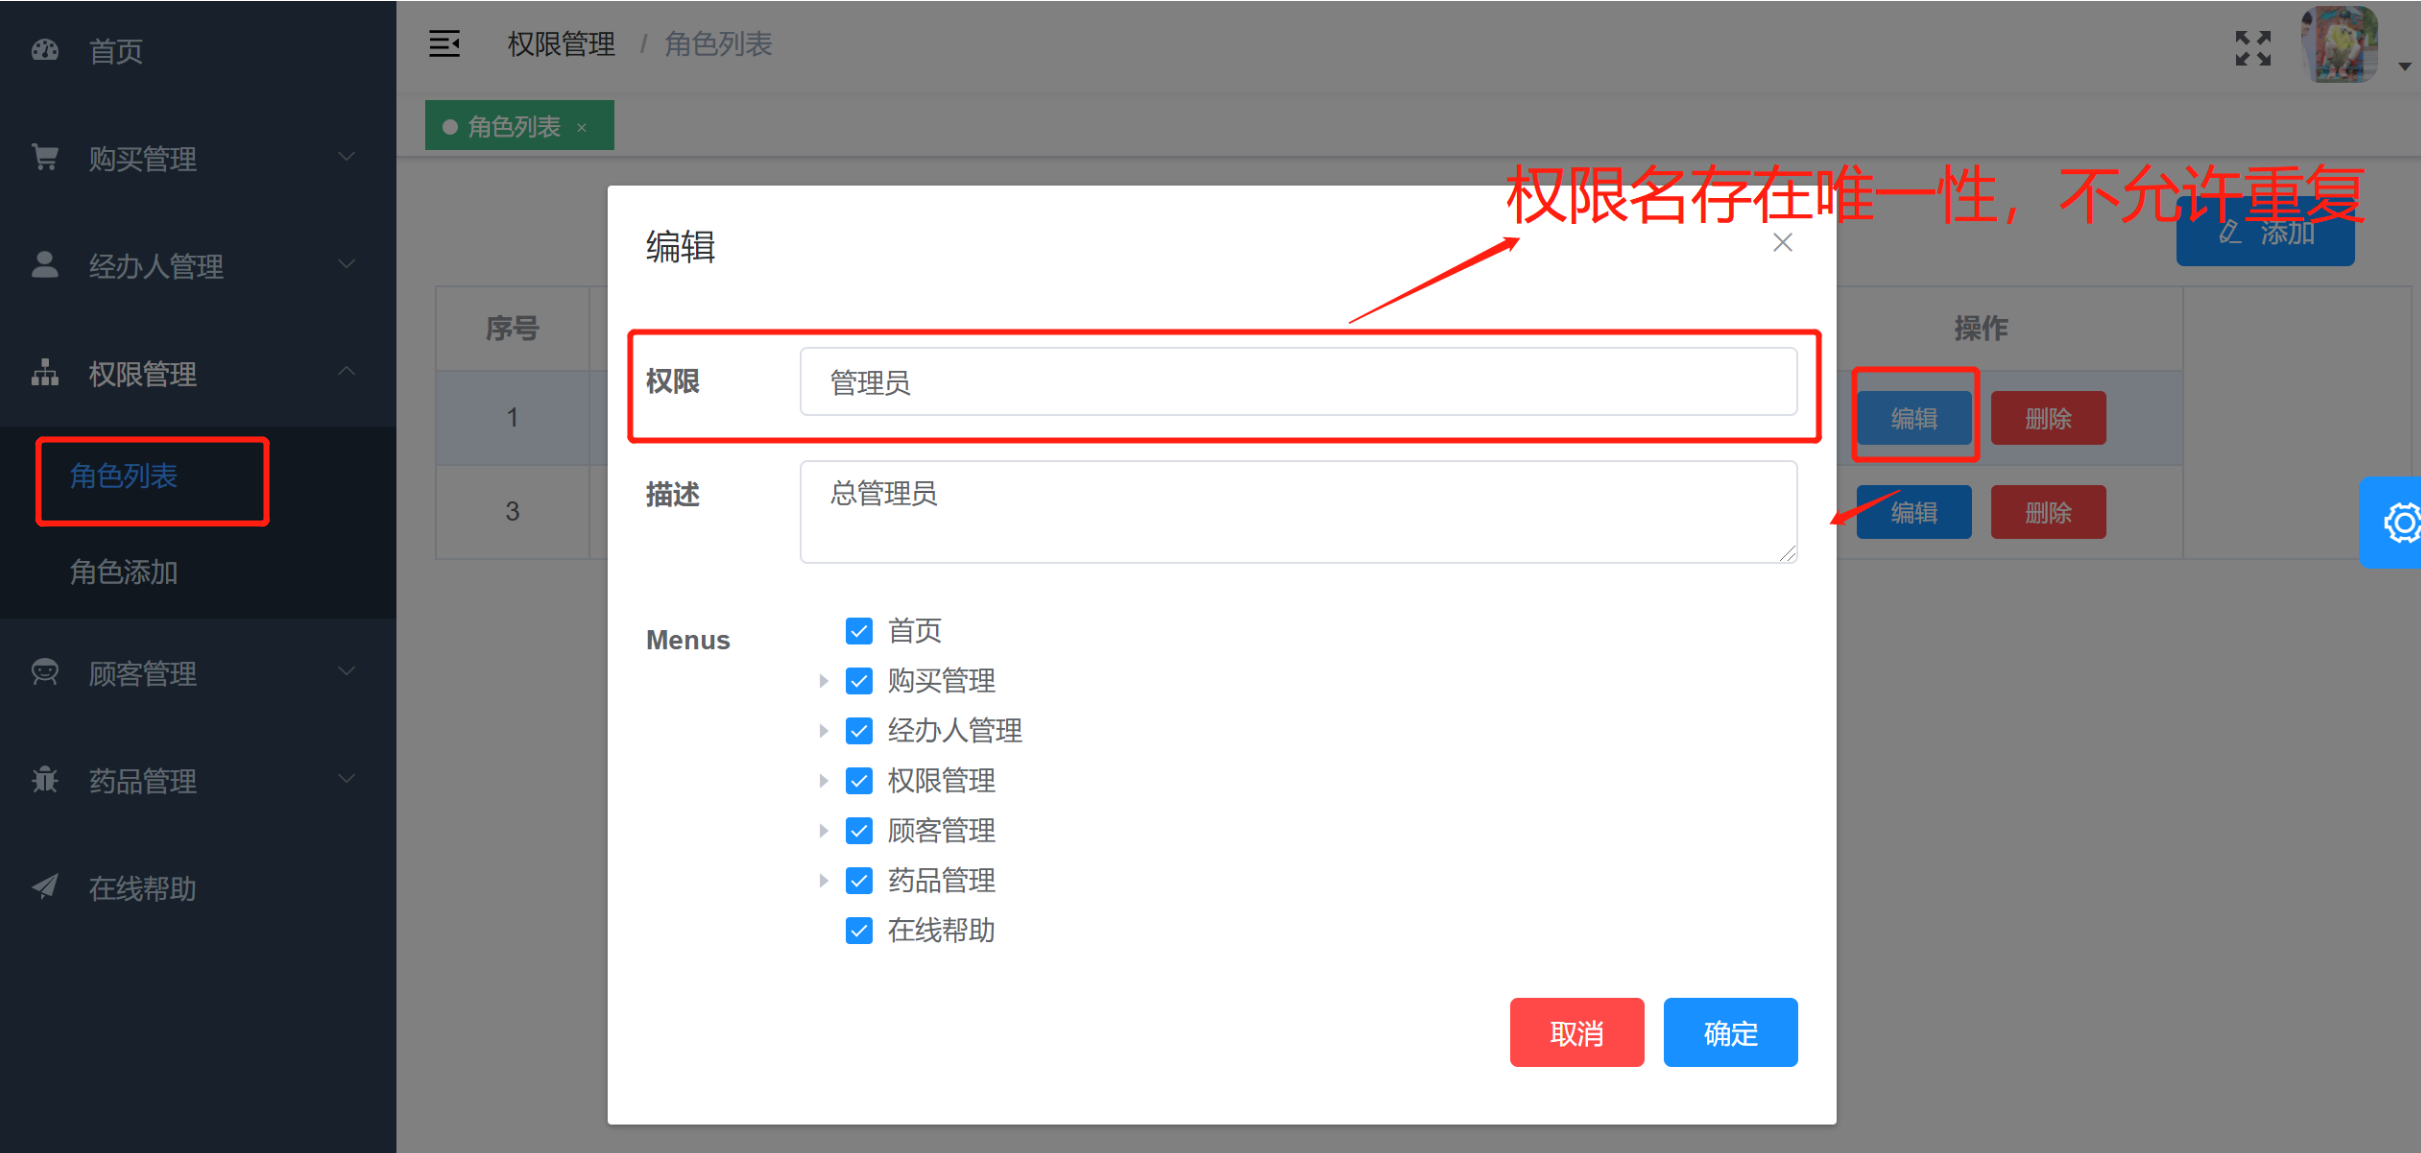 首页
购买管理
经办人管理
权限管理
角色列表
角色添加
顾客管理
药品管理
在线帮助
权限管理 / 角色列表
角色列表 ×
权限名存在唯一性，不允许重复
添加
序号
操作
1
编辑 删除
3
编辑 删除
编辑
权限
管理员
描述
总管理员
Menus
首页
购买管理
经办人管理
权限管理
顾客管理
药品管理
在线帮助
取消 确定